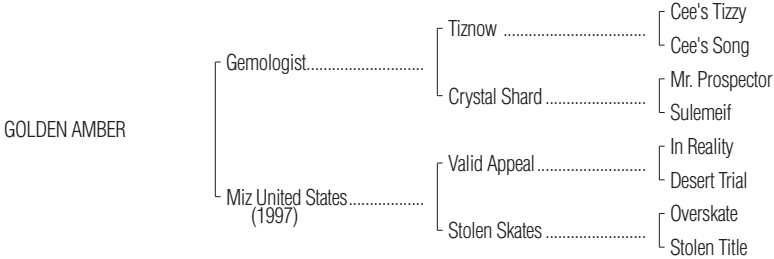 Cee's Tizzy
Tiznow ................................
Cee's Song
Gemologist...........................
Mr. Prospector
Crystal Shard ........................
Sulemeif
GOLDEN AMBER
In Reality
Valid Appeal ..........................
Desert Trial
Miz United States..................
(1997)
Overskate
Stolen Skates ........................
Stolen Title